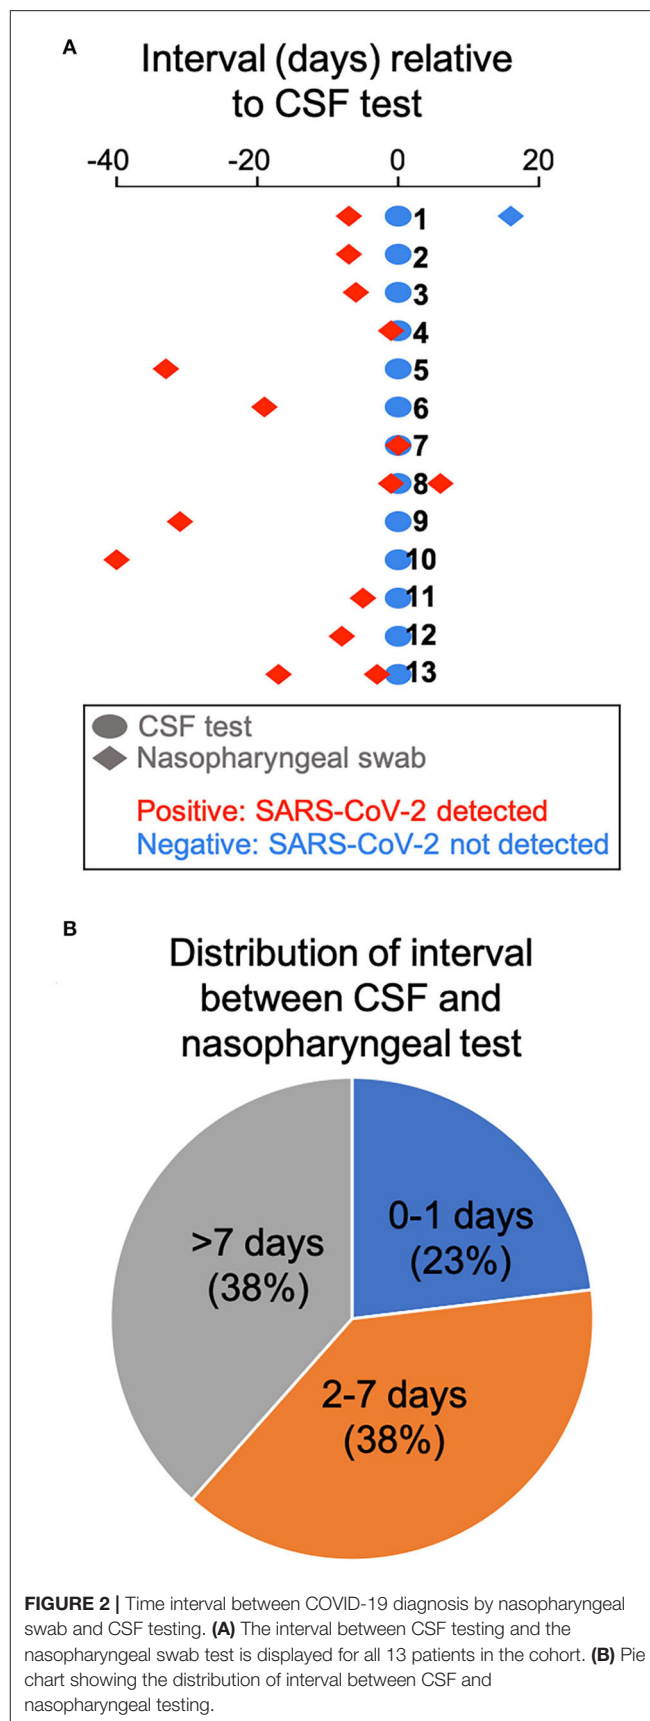 A
Interval (days) relative
to CSF test
-40 -20 0 20
1
2
3
4
5
6
7
8
9
10
11
12
13
CSF test
Nasopharyngeal swab
Positive: SARS-CoV-2 detected
Negative: SARS-CoV-2 not detected
B
Distribution of interval
between CSF and
nasopharyngeal test
0-1 days
(23%)
>7 days
(38%)
2-7 days
(38%)
FIGURE 2 | Time interval between COVID-19 diagnosis by nasopharyngeal
swab and CSF testing. (A) The interval between CSF testing and the
nasopharyngeal swab test is displayed for all 13 patients in the cohort. (B) Pie
chart showing the distribution of interval between CSF and
nasopharyngeal testing.